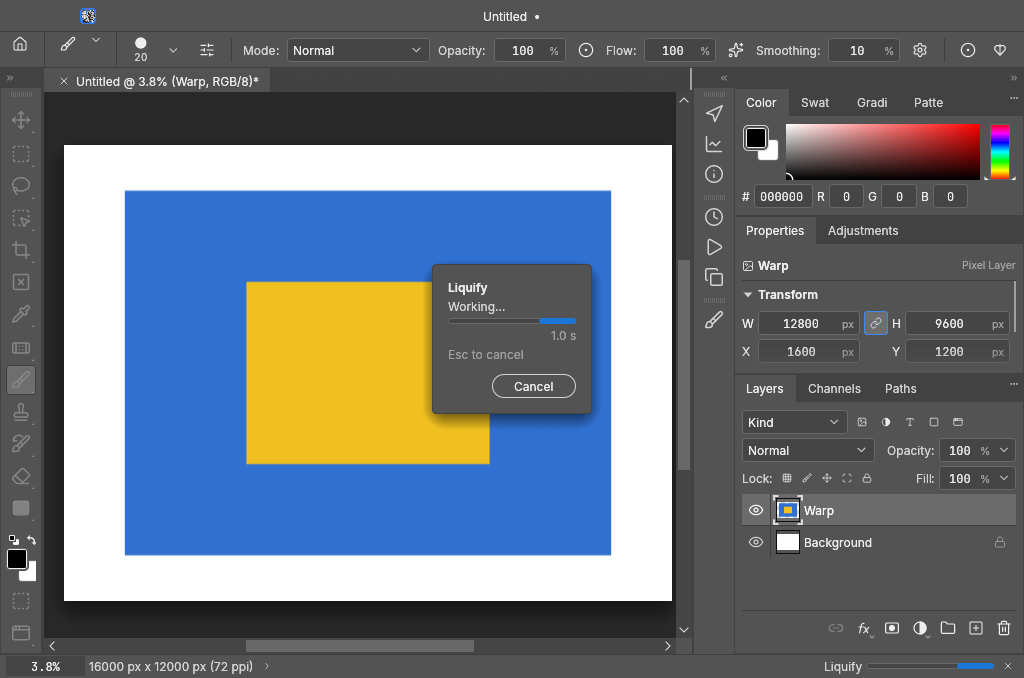 Untitled •
20
Mode: Normal Opacity: 100 % Flow: 100 % Smoothing: 10 %
Untitled @ 3.8% (Warp, RGB/8)*
Color Swat Gradi Patte
# 000000 R 0 G 0 B 0
Properties Adjustments
Warp Pixel Layer
Transform
W 12800 px H 9600 px
X 1600 px Y 1200 px
Liquify
Working...
1.0 s
Esc to cancel
Cancel
Layers Channels Paths
Kind
Normal Opacity: 100 %
Lock: Fill: 100 %
Warp
Background
fx
3.8% 16000 px x 12000 px (72 ppi) Liquify